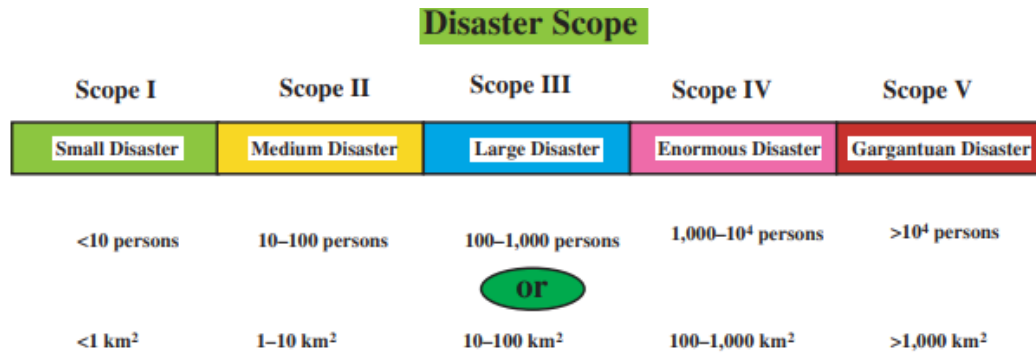 Disaster Scope
Scope I Scope II Scope III Scope IV Scope V
Small Disaster Medium Disaster Large Disaster Enormous Disaster Gargantuan Disaster
<10 persons 10–100 persons 100–1,000 persons 1,000–10⁴ persons >10⁴ persons
or
<1 km² 1–10 km² 10–100 km² 100–1,000 km² >1,000 km²